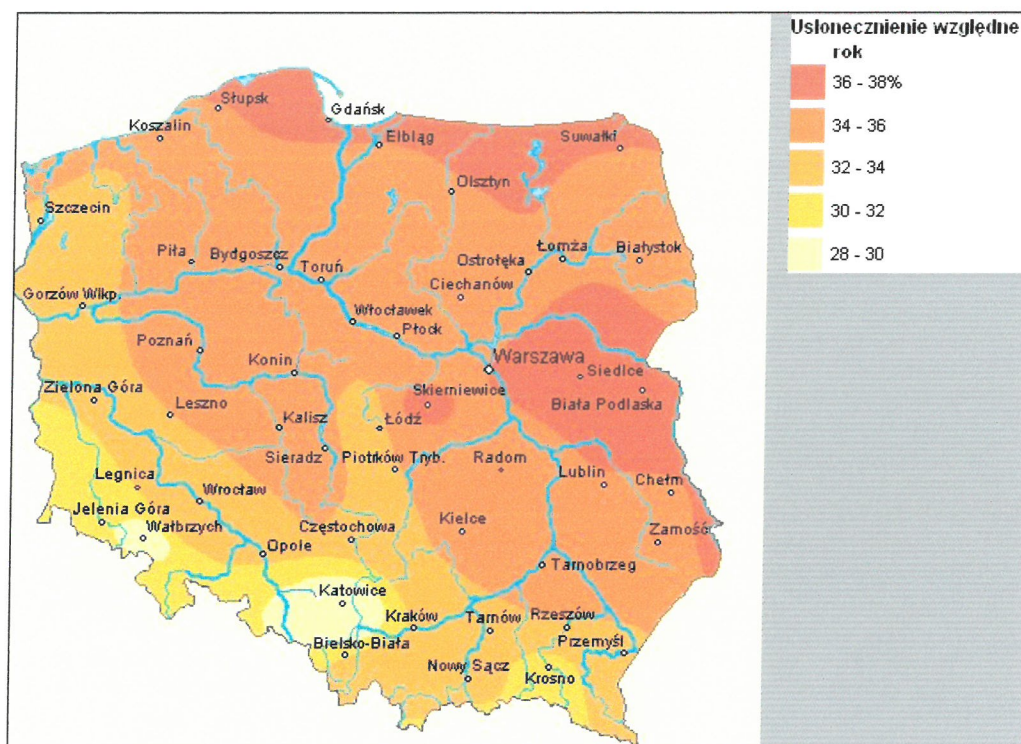 Usłonecznienie względne
rok
36 - 38%
34 - 36
32 - 34
30 - 32
28 - 30
Słupsk
Gdańsk
Koszalin
Elbląg
Suwałki
Olsztyn
Szczecin
Piła
Bydgoszcz
Toruń
Ostrołęka
Łomża
Białystok
Ciechanów
Gorzów Wlkp.
Włocławek
Płock
Poznań
Konin
Warszawa
Siedlce
Skierniewice
Biała Podlaska
Zielona Góra
Leszno
Kalisz
Łódź
Sieradz
Piotrków Tryb.
Radom
Lublin
Chełm
Legnica
Wrocław
Jelenia Góra
Wałbrzych
Częstochowa
Kielce
Zamość
Opole
Tarnobrzeg
Katowice
Kraków
Tarnów
Rzeszów
Przemyśl
Bielsko-Biała
Nowy Sącz
Krosno